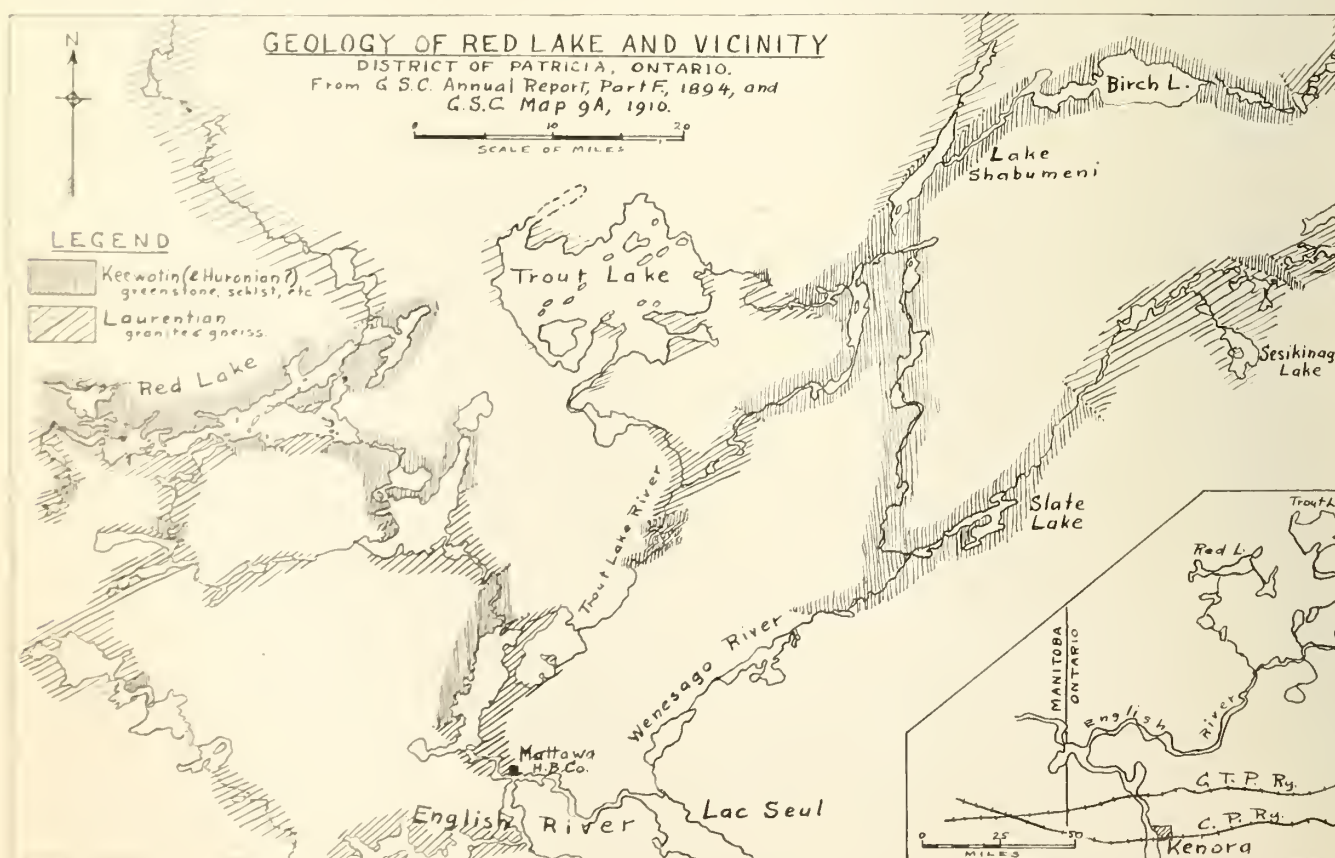 GEOLOGY OF RED LAKE AND VICINITY
DISTRICT OF PATRICIA, ONTARIO.
From G.S.C. Annual Report, Part F, 1894, and
G.S.C. Map 9A, 1910.
0 10 20
SCALE OF MILES
N
Birch L.
Lake
Shabumeni
LEGEND
Keewatin (& Huronian?)
greenstone, schist, etc
Laurentian
granite & gneiss.
Trout Lake
Red Lake
Sesikinag
Lake
Trout Lake River
Slate
Lake
Wenesago River
Mattawa
H.B.Co.
English River
Lac Seul
Trout L
Red L.
MANITOBA
ONTARIO
English River
G. T. P. Ry.
C. P. Ry.
Kenora
0 25 50
MILES